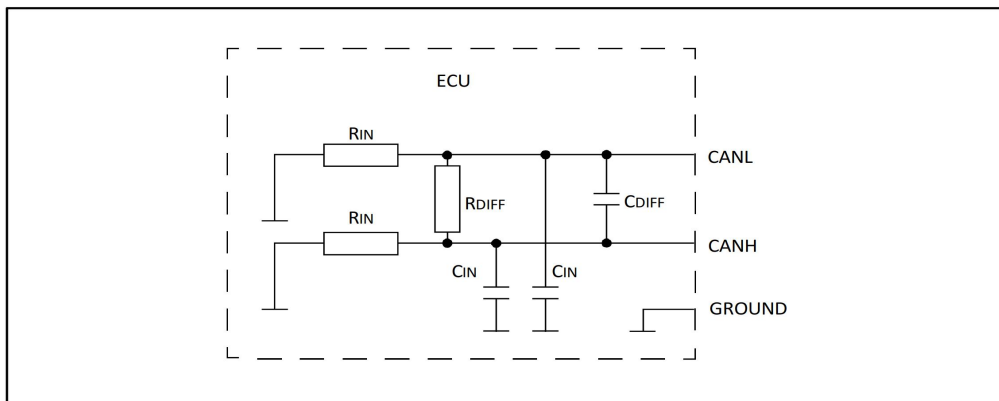 ECU
RIN
CANL
RDIFF
CDIFF
RIN
CANH
CIN
CIN
GROUND